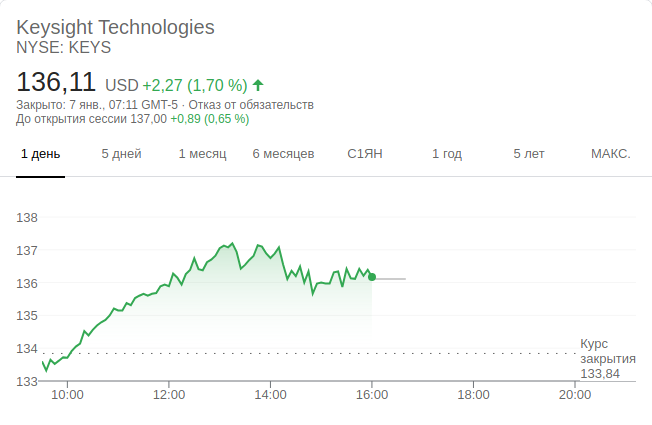 Keysight Technologies
NYSE: KEYS
136,11 USD +2,27 (1,70 %)
Закрыто: 7 янв., 07:11 GMT-5 · Отказ от обязательств
До открытия сессии 137,00 +0,89 (0,65 %)
1 день 5 дней 1 месяц 6 месяцев С1ЯН 1 год 5 лет МАКС.
138
137
136
135
134
133
Курс
закрытия
133,84
10:00 12:00 14:00 16:00 18:00 20:00